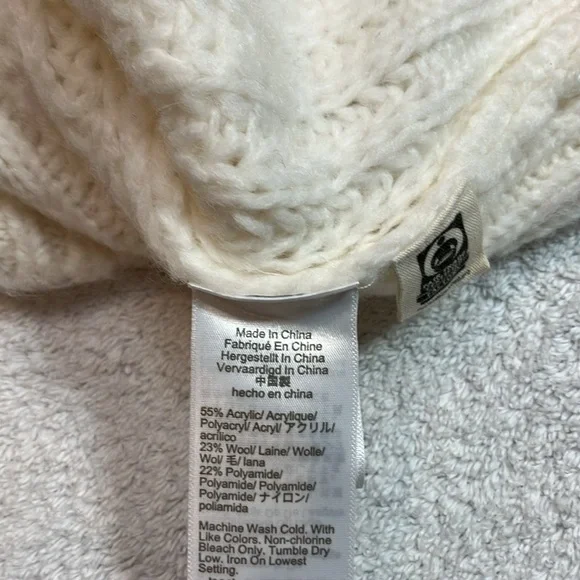 Made In China
Fabriqué En Chine
Hergestellt In China
Vervaardigd In China
中国製
hecho en china
55% Acrylic/ Acrylique/
Polyacryl/ Acryl/ アクリル/
acrílico
23% Wool/ Laine/ Wolle/
Wol/ 毛/ lana
22% Polyamide/
Polyamide/ Polyamide/
Polyamide/ ナイロン/
poliamida
Machine Wash Cold. With
Like Colors. Non-chlorine
Bleach Only. Tumble Dry
Low. Iron On Lowest
Setting.